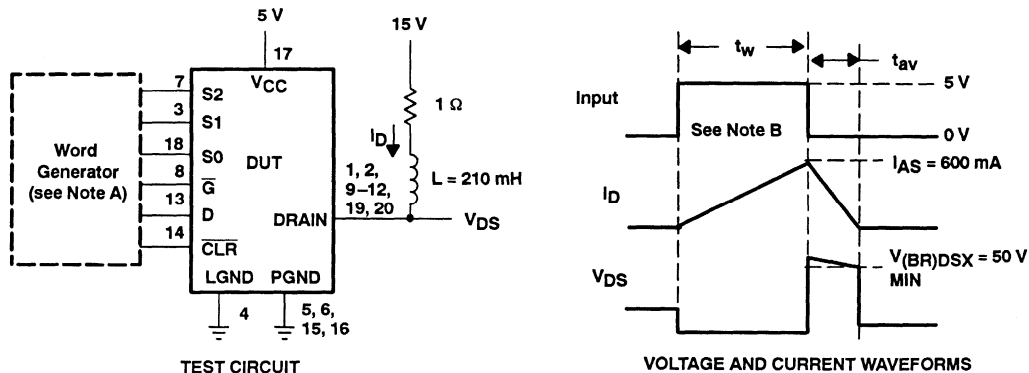 5 V
17
VCC
15 V
1 Ω
ID
L = 210 mH
Word
Generator
(see Note A)
7
S2
3
S1
18
S0
8
G
13
D
14
CLR
DUT
1, 2,
9–12,
19, 20
DRAIN
VDS
LGND
PGND
4
5, 6,
15, 16
TEST CIRCUIT
tw
tav
Input
5 V
See Note B
0 V
IAS = 600 mA
ID
V(BR)DSX = 50 V
MIN
VDS
VOLTAGE AND CURRENT WAVEFORMS